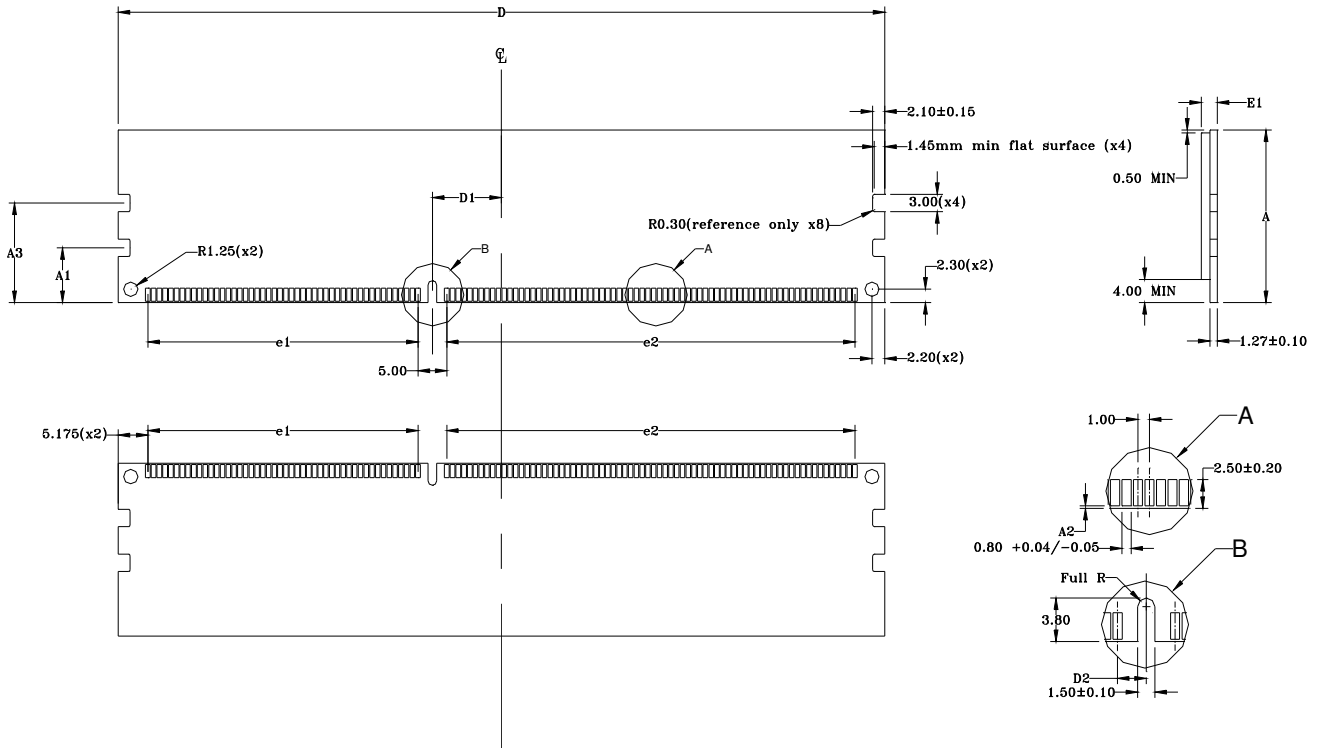 D
℄
2.10±0.15
E1
1.45mm min flat surface (x4)
0.50 MIN
D1
3.00(x4)
A
A3
R0.30(reference only x8)
R1.25(x2)
B
A
2.30(x2)
A1
4.00 MIN
e1
e2
1.27±0.10
5.00
2.20(x2)
5.175(x2)
e1
e2
1.00
A
2.50±0.20
A2
0.80 +0.04/-0.05
B
Full R
3.80
D2
1.50±0.10